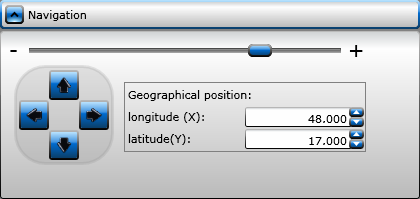 Navigation
- +
Geographical position:
longitude (X): 48.000
latitude(Y): 17.000